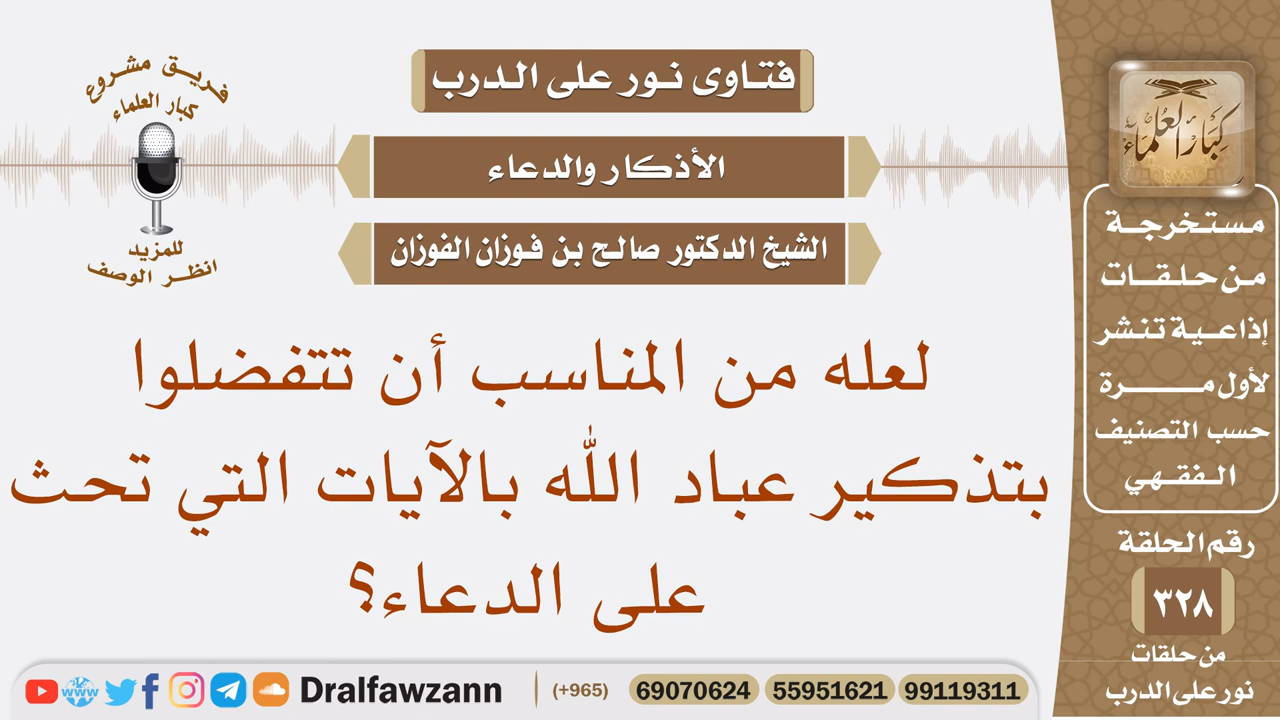 فتاوى نور على الدرب
الأذكار والدعاء
الشيخ الدكتور صالح بن فوزان الفوزان
فريق مشروع
كبار العلماء
للمزيد
انظر الوصف
لعله من المناسب أن تتفضلوا
بتذكير عباد الله بالآيات التي تحث
على الدعاء؟
كبار العلماء
مستخرجة
من حلقات
إذاعية تنشر
لأول مرة
حسب التصنيف
الفقهي
رقم الحلقة
٣٢٨
من حلقات
نور على الدرب
www Dralfawzann (+965) 69070624 55951621 99119311